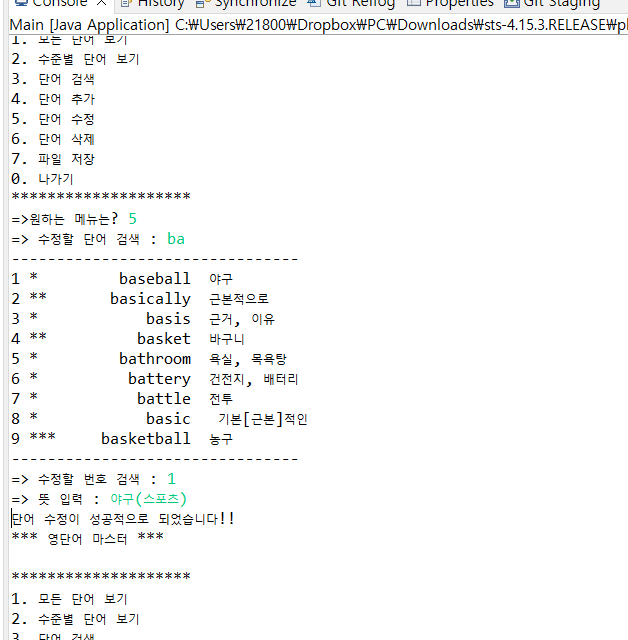 Console × History Synchronize Git Reflog Properties Git Staging
Main [Java Application] C:₩Users₩21800₩Dropbox₩PC₩Downloads₩sts-4.15.3.RELEASE₩pl
1. 모든 단어 보기
2. 수준별 단어 보기
3. 단어 검색
4. 단어 추가
5. 단어 수정
6. 단어 삭제
7. 파일 저장
0. 나가기
********************
=>원하는 메뉴는? 5
=> 수정할 단어 검색 : ba
--------------------------------
1 * baseball 야구
2 ** basically 근본적으로
3 * basis 근거, 이유
4 ** basket 바구니
5 * bathroom 욕실, 목욕탕
6 * battery 건전지, 배터리
7 * battle 전투
8 * basic 기본[근본]적인
9 *** basketball 농구
--------------------------------
=> 수정할 번호 검색 : 1
=> 뜻 입력 : 야구(스포츠)
단어 수정이 성공적으로 되었습니다!!
*** 영단어 마스터 ***
********************
1. 모든 단어 보기
2. 수준별 단어 보기
3. 단어 검색